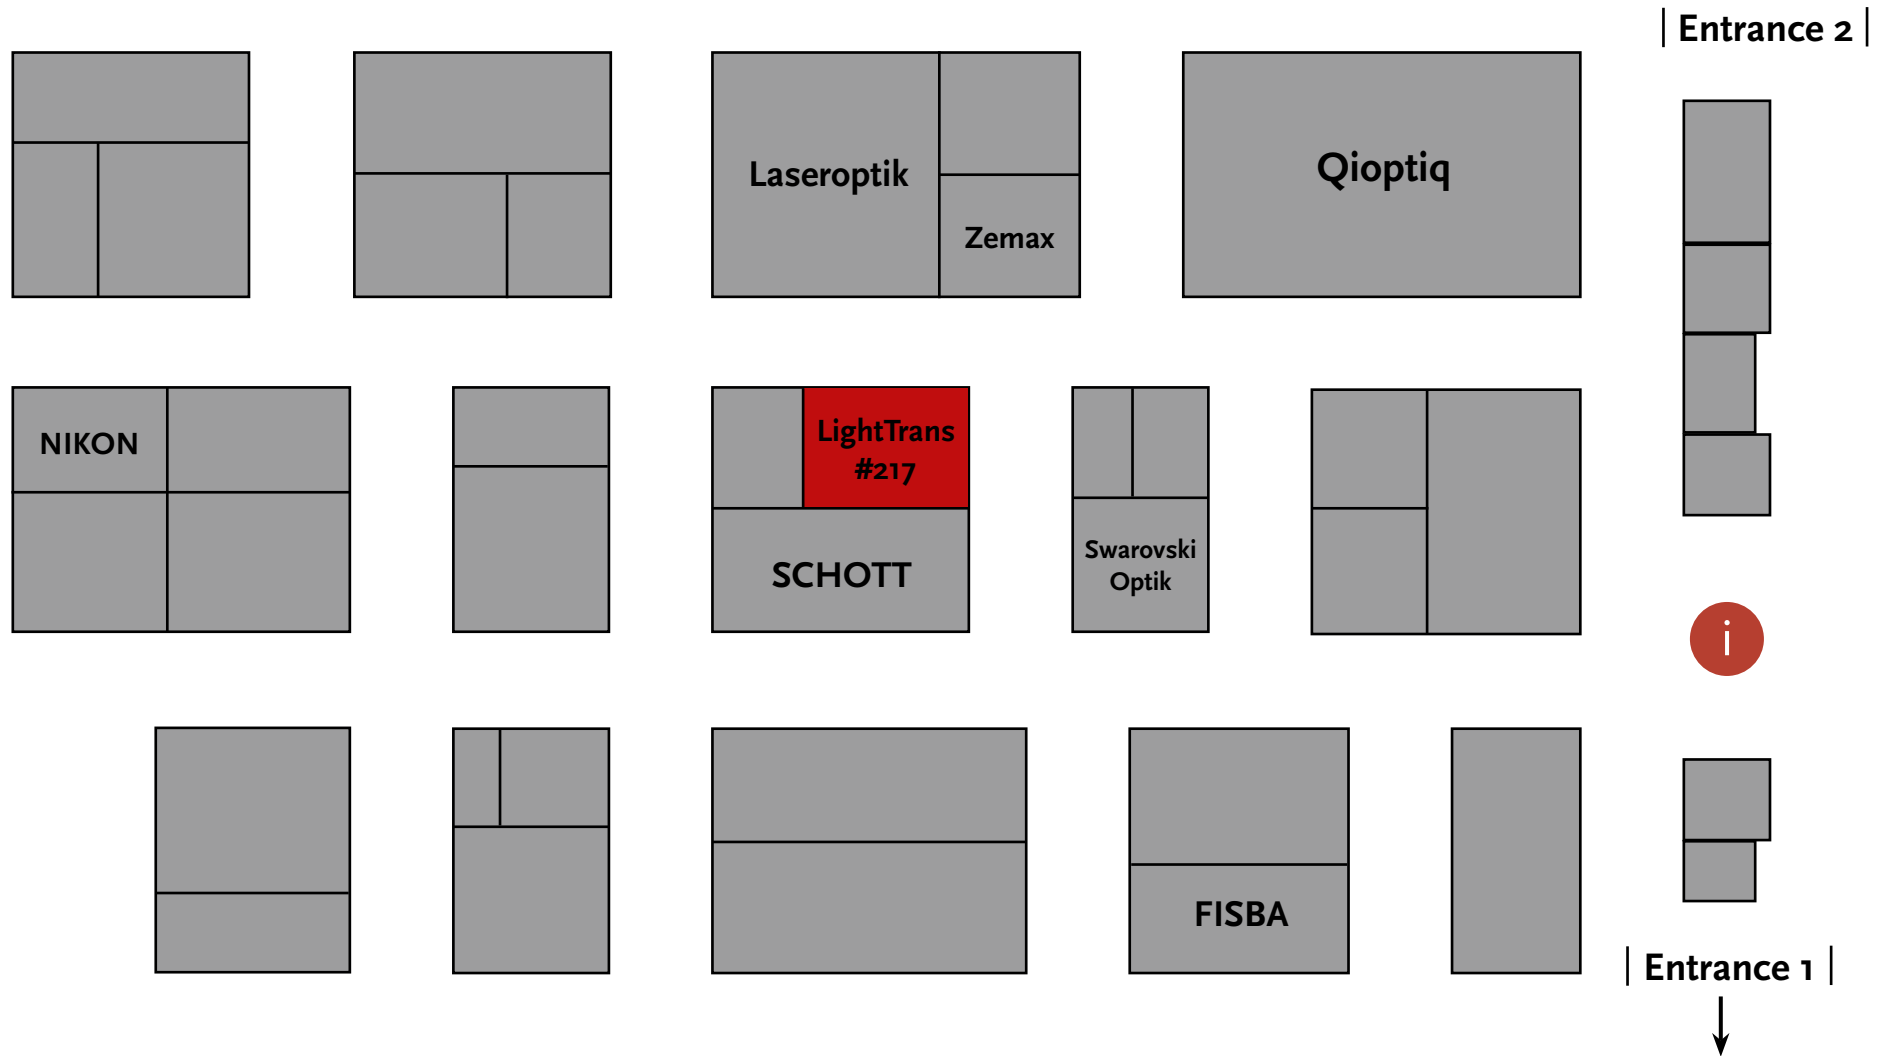 | Entrance 2 |
Laseroptik
Zemax
Qioptiq
NIKON
LightTrans
#217
SCHOTT
Swarovski
Optik
i
FISBA
| Entrance 1 |